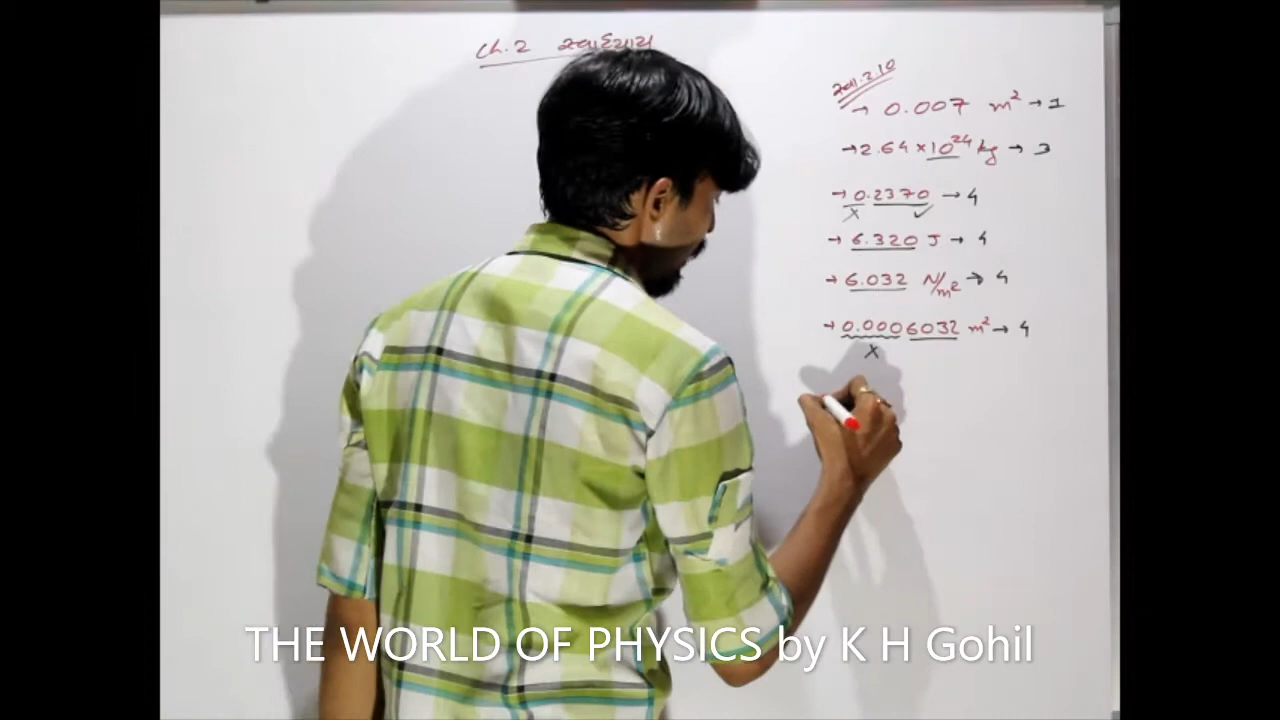 Ch. 2 સ્વાધ્યાય
સ્વા. 2.10
→ 0.007 m² → 1
→ 2.64 × 10²⁴ kg → 3
→ 0.2370 → 4
x ✓
→ 6.320 J → 4
→ 6.032 N/m² → 4
→ 0.0006032 m² → 4
x
THE WORLD OF PHYSICS by K H Gohil